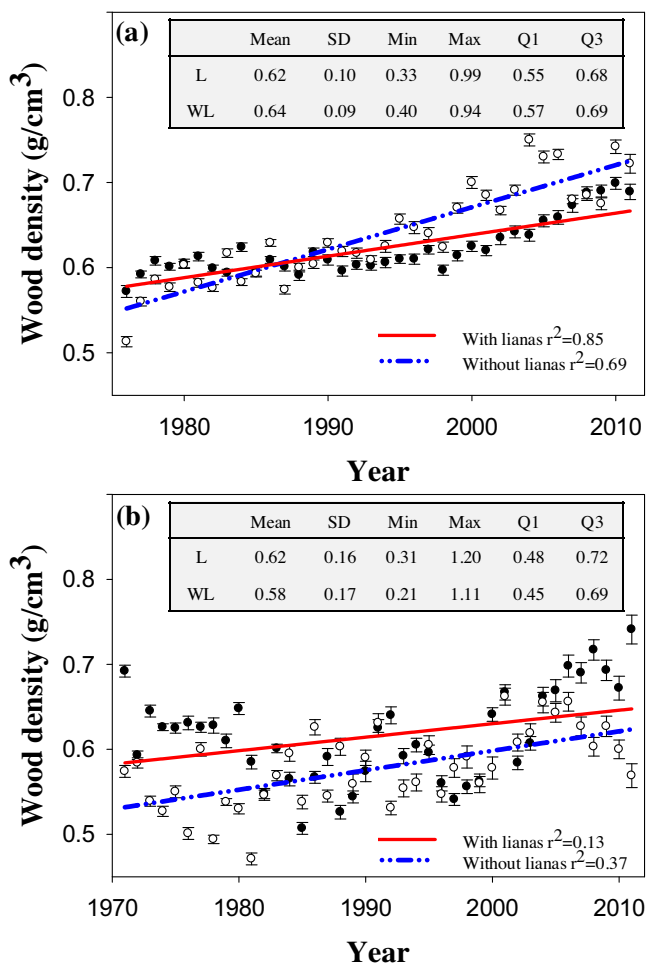 (a)
Mean SD Min Max Q1 Q3
L 0.62 0.10 0.33 0.99 0.55 0.68
WL 0.64 0.09 0.40 0.94 0.57 0.69
Wood density (g/cm³)
0.8
0.7
0.6
0.5
With lianas r²=0.85
Without lianas r²=0.69
1980 1990 2000 2010
Year
(b)
Mean SD Min Max Q1 Q3
L 0.62 0.16 0.31 1.20 0.48 0.72
WL 0.58 0.17 0.21 1.11 0.45 0.69
Wood density (g/cm³)
0.8
0.7
0.6
0.5
With lianas r²=0.13
Without lianas r²=0.37
1970 1980 1990 2000 2010
Year